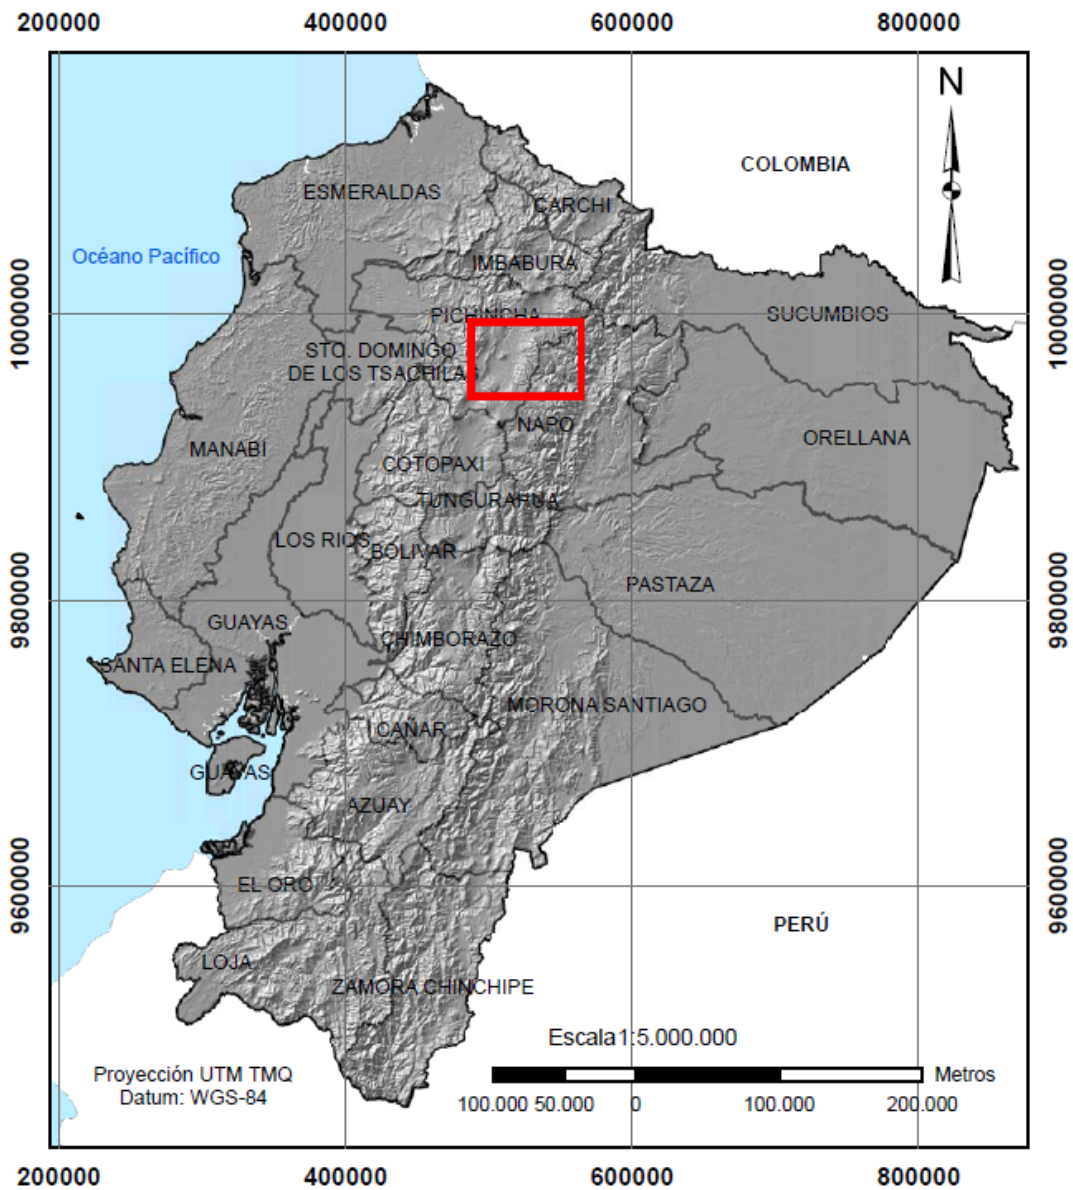 200000 400000 600000 800000
N
COLOMBIA
ESMERALDAS
CARCHI
Océano Pacífico
IMBABURA
10000000
10000000
SUCUMBIOS
PICHINCHA
STO. DOMINGO
DE LOS TSACHILAS
NAPO
ORELLANA
MANABI
COTOPAXI
TUNGURAHUA
LOS RIOS
BOLIVAR
PASTAZA
9800000
9800000
GUAYAS
CHIMBORAZO
SANTA ELENA
MORONA SANTIAGO
CAÑAR
GUAYAS
AZUAY
EL ORO
9600000
9600000
PERÚ
LOJA
ZAMORA CHINCHIPE
Escala1:5.000.000
Proyección UTM TMQ
Datum: WGS-84
Metros
100.000 50.000 0 100.000 200.000
200000 400000 600000 800000